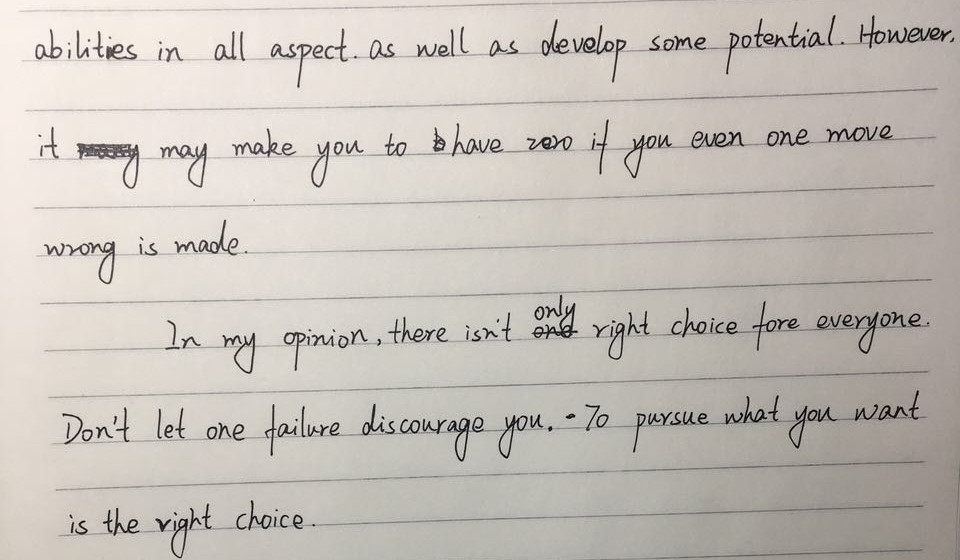 abilities in all aspect. as well as develop some potential. However,
it may make you to have zero if you even one move
wrong is made.
In my opinion, there isn't only right choice fore everyone.
Don't let one failure discourage you. - To pursue what you want
is the right choice.